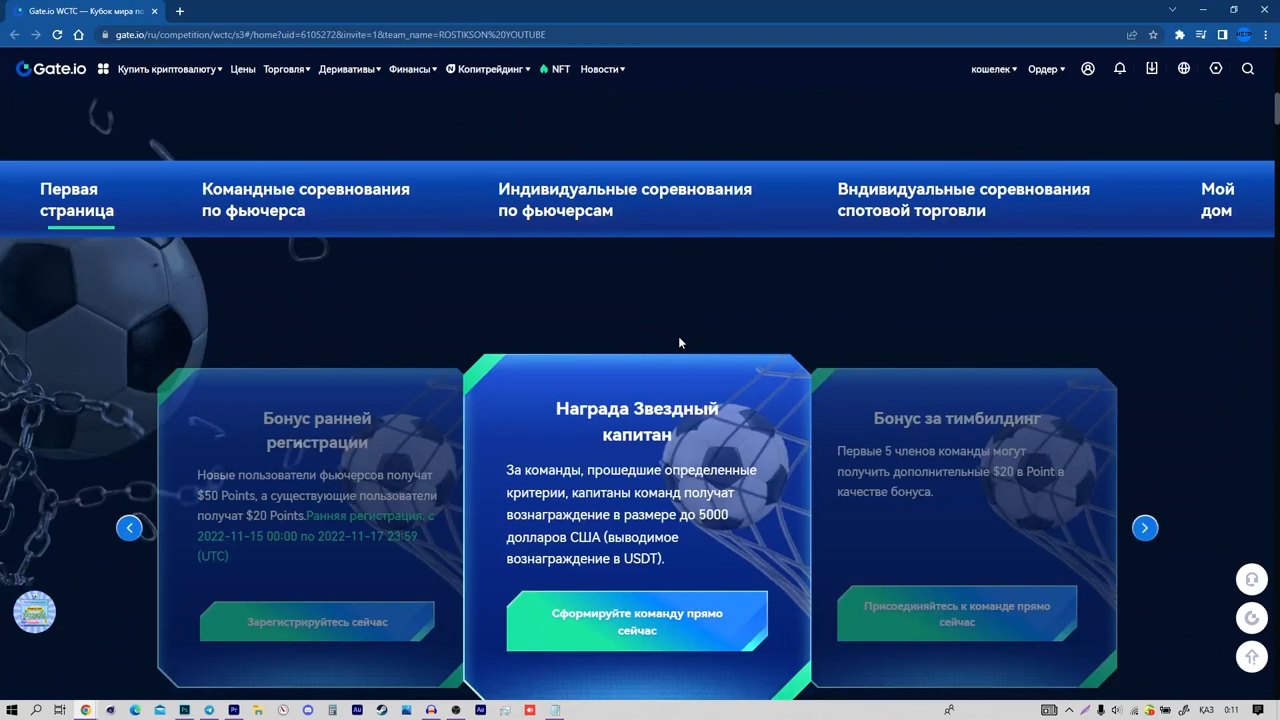 Gate.io WCTC — Кубок мира по
gate.io/ru/competition/wctc/s3#/home?uid=6105272&invite=1&team_name=ROSTIKSON%20YOUTUBE
Gate.io
Купить криптовалюту
Цены
Торговля
Деривативы
Финансы
Копитрейдинг
NFT
Новости
кошелек
Ордер
Первая
страница
Командные соревнования
по фьючерса
Индивидуальные соревнования
по фьючерсам
Вндивидуальные соревнования
спотовой торговли
Мой
дом
Бонус ранней
регистрации
Новые пользователи фьючерсов получат
$50 Points, а существующие пользователи
получат $20 Points.Ранняя регистрация: с
2022-11-15 00:00 по 2022-11-17 23:59
(UTC)
Зарегистрируйтесь сейчас
Награда Звездный
капитан
За команды, прошедшие определенные
критерии, капитаны команд получат
вознаграждение в размере до 5000
долларов США (выводимое
вознаграждение в USDT).
Сформируйте команду прямо
сейчас
Бонус за тимбилдинг
Первые 5 членов команды могут
получить дополнительные $20 в Point в
качестве бонуса.
Присоединяйтесь к команде прямо
сейчас
ҚАЗ
0:11